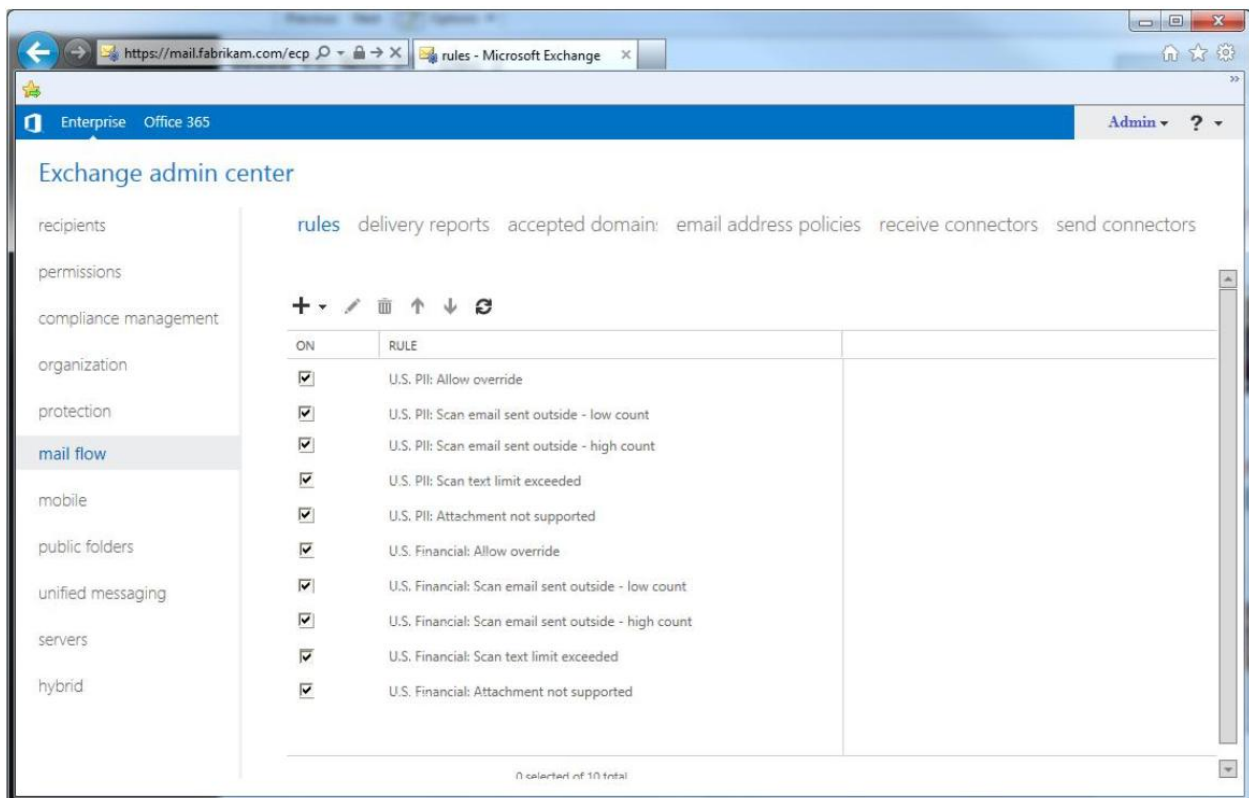 https://mail.fabrikam.com/ecp
rules - Microsoft Exchange
Enterprise Office 365
Admin ?
Exchange admin center
rules delivery reports accepted domain: email address policies receive connectors send connectors
recipients
permissions
compliance management
organization
protection
mail flow
mobile
public folders
unified messaging
servers
hybrid
ON RULE
U.S. PII: Allow override
U.S. PII: Scan email sent outside - low count
U.S. PII: Scan email sent outside - high count
U.S. PII: Scan text limit exceeded
U.S. PII: Attachment not supported
U.S. Financial: Allow override
U.S. Financial: Scan email sent outside - low count
U.S. Financial: Scan email sent outside - high count
U.S. Financial: Scan text limit exceeded
U.S. Financial: Attachment not supported
0 selected of 10 total